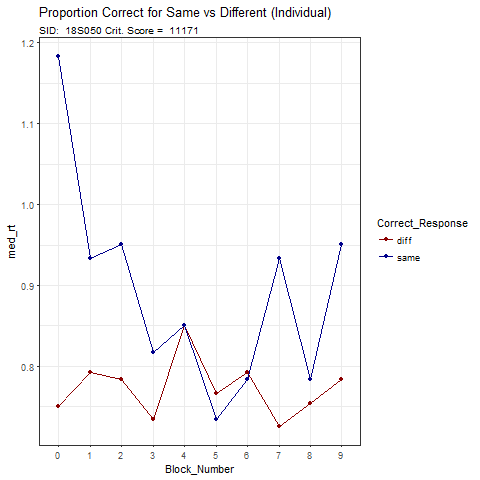 Proportion Correct for Same vs Different (Individual)
SID:  18S050 Crit. Score =  11171
1.2
1.1
1.0
0.9
0.8
med_rt
0 1 2 3 4 5 6 7 8 9
Block_Number
Correct_Response
diff
same